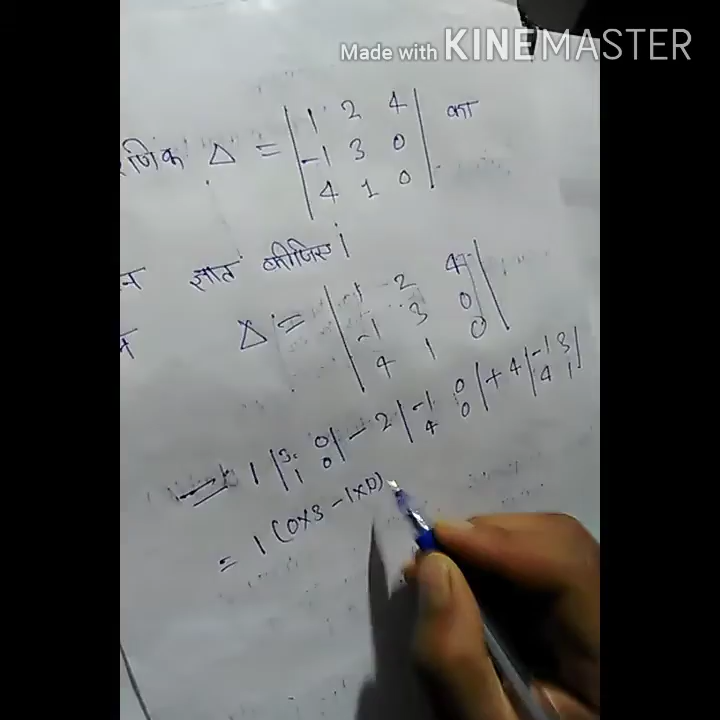 Made with KINEMASTER
Δ = | 1 2 4 | का
| -1 3 0 |
| 4 1 0 |
ज्ञात कीजिए।
Δ = | 1 2 4 |
| -1 3 0 |
| 4 1 0 |
= 1 | 3 0 | - 2 | -1 0 | + 4 | -1 3 |
| 1 0 | | 4 0 | | 4 1 |
= 1 (0×3 - 1×0)